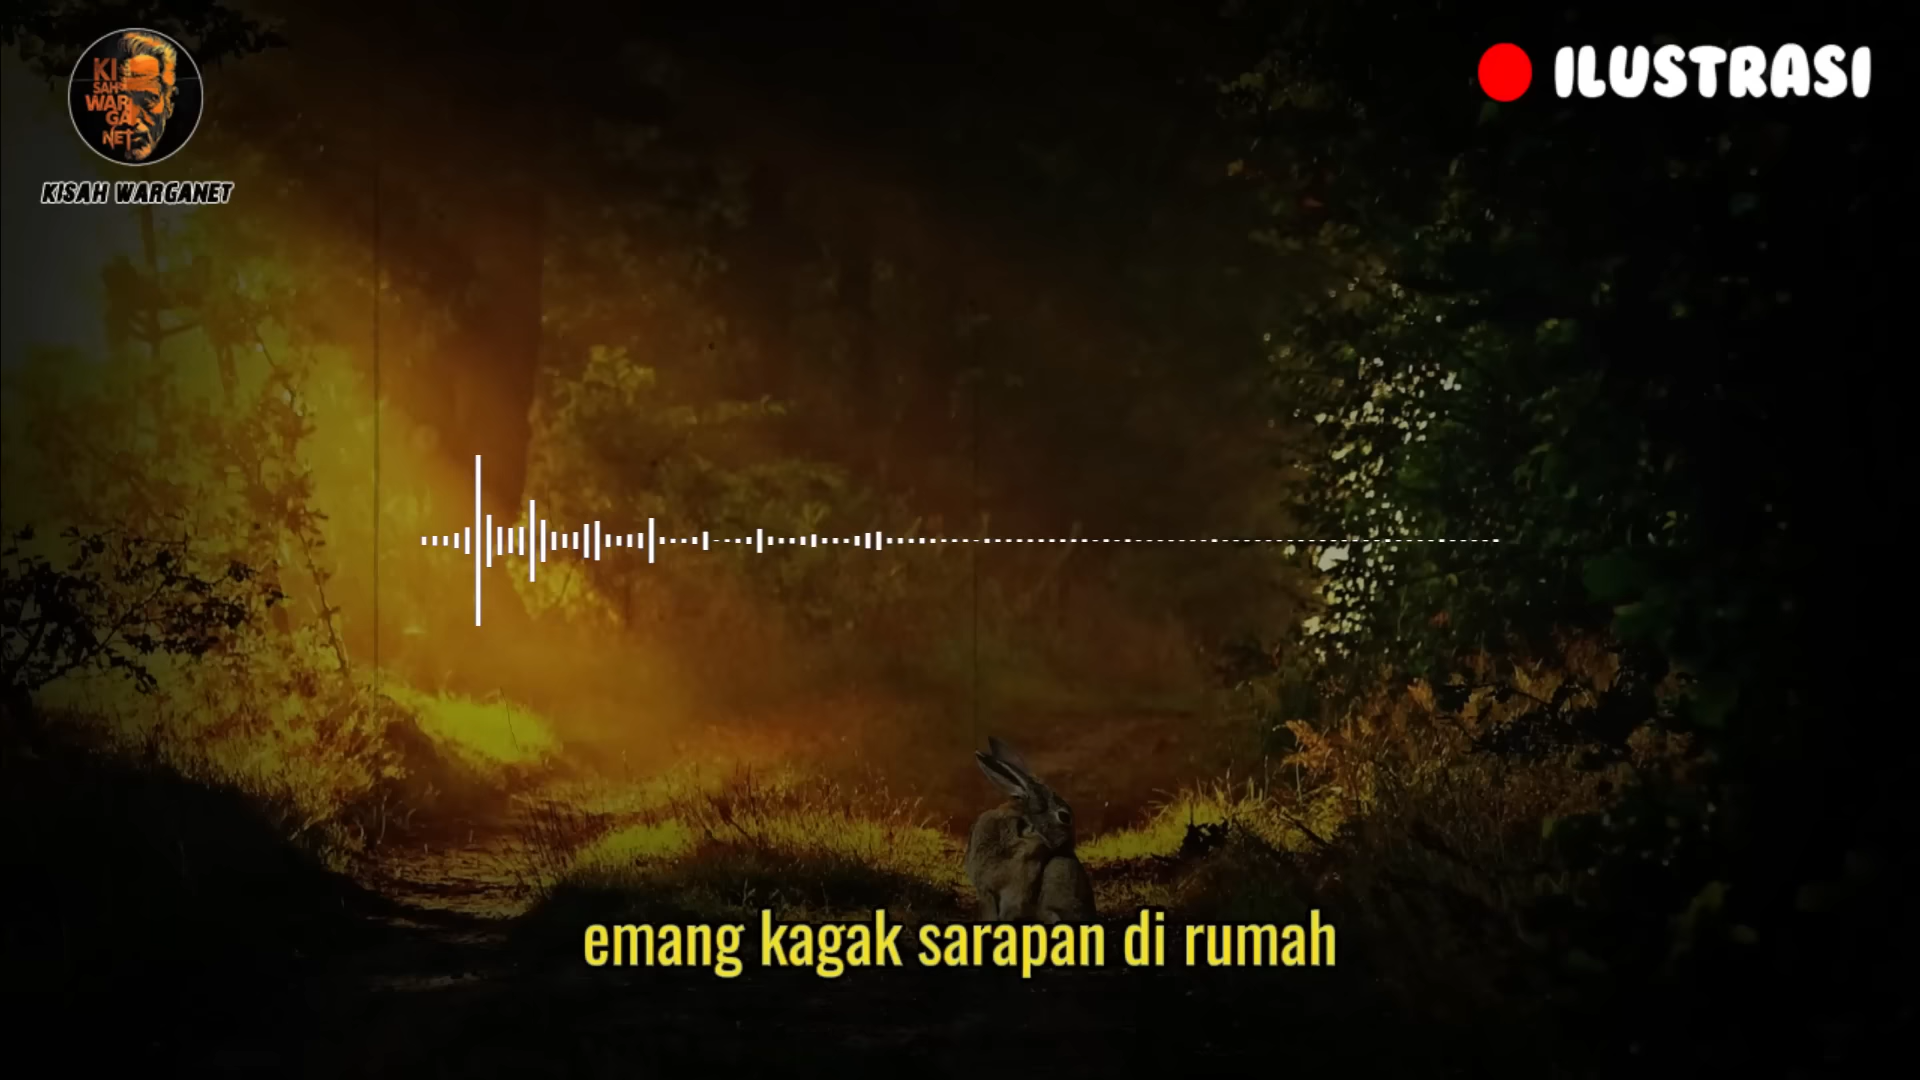 KI
SAH
WAR
GA
NET
KISAH WARGANET
ILUSTRASI
emang kagak sarapan di rumah